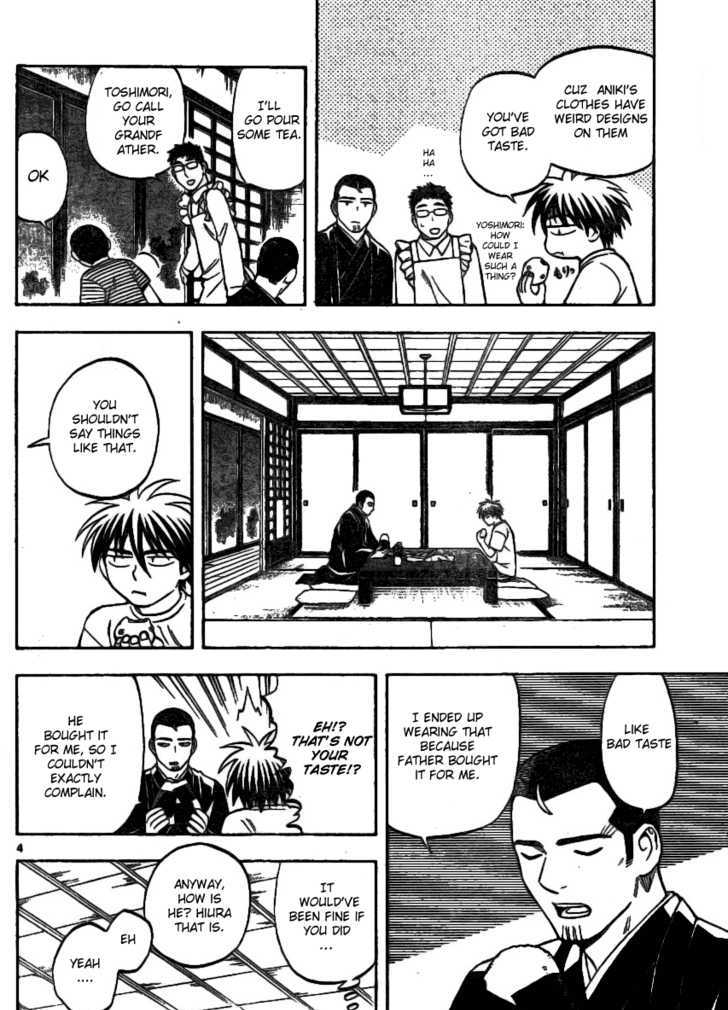 CUZ ANIKI'S
CLOTHES HAVE
WEIRD DESIGNS
ON THEM
YOU'VE
GOT BAD
TASTE.
HA
HA
...
YOSHIMORI:
HOW
COULD I
WEAR
SUCH A
THING?
もりっ
I'LL
GO POUR
SOME TEA.
TOSHIMORI,
GO CALL
YOUR
GRANDF
ATHER.
OK
YOU
SHOULDN'T
SAY THINGS
LIKE THAT.
LIKE
BAD TASTE
I ENDED UP
WEARING THAT
BECAUSE
FATHER BOUGHT
IT FOR ME.
EH!?
THAT'S NOT
YOUR
TASTE!?
HE
BOUGHT IT
FOR ME, SO I
COULDN'T
EXACTLY
COMPLAIN.
4
IT
WOULD'VE
BEEN FINE IF
YOU DID
...
ANYWAY,
HOW IS
HE? HIURA
THAT IS.
EH
YEAH
....